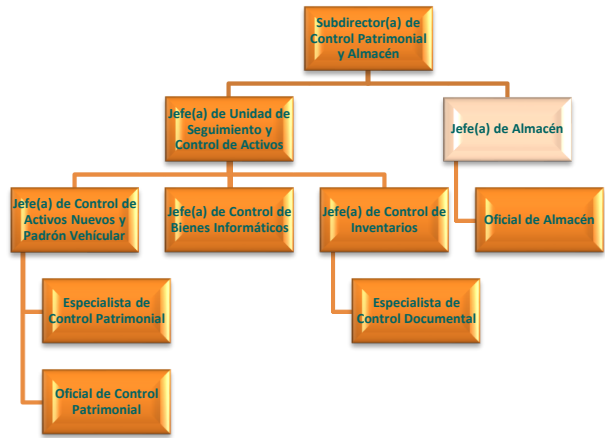 Subdirector(a) de
Control Patrimonial
y Almacén
Jefe(a) de Unidad de
Seguimiento y
Control de Activos
Jefe(a) de Almacén
Jefe(a) de Control de
Activos Nuevos y
Padrón Vehícular
Jefe(a) de Control de
Bienes Informáticos
Jefe(a) de Control de
Inventarios
Oficial de Almacén
Especialista de
Control Patrimonial
Especialista de
Control Documental
Oficial de Control
Patrimonial